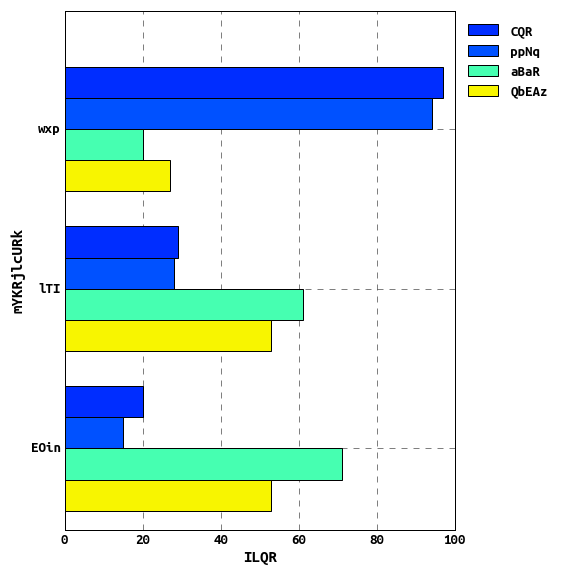 CQR
ppNq
aBaR
QbEAz
mYKRjlcURk
wxp
lTI
EOin
0 20 40 60 80 100
ILQR